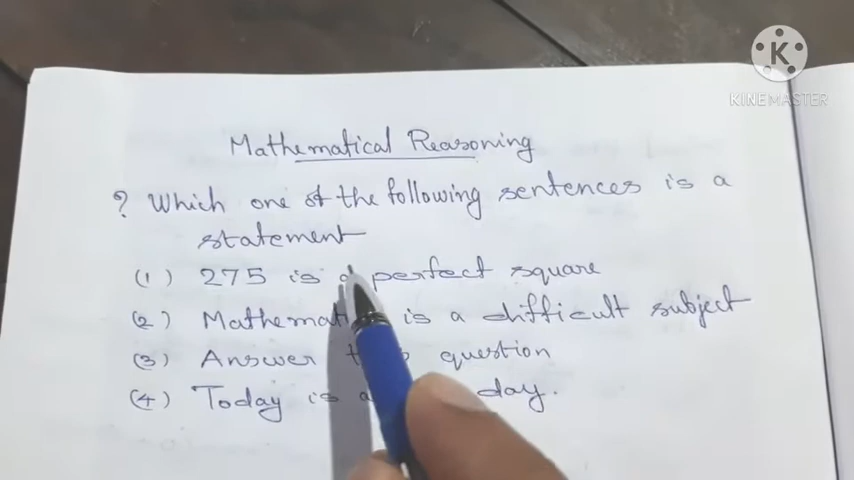 KINEMASTER
Mathematical Reasoning
? Which one of the following sentences is a
statement
(1) 275 is a perfect square
(2) is a difficult subject
(3) Answer question
(4) Today is day.